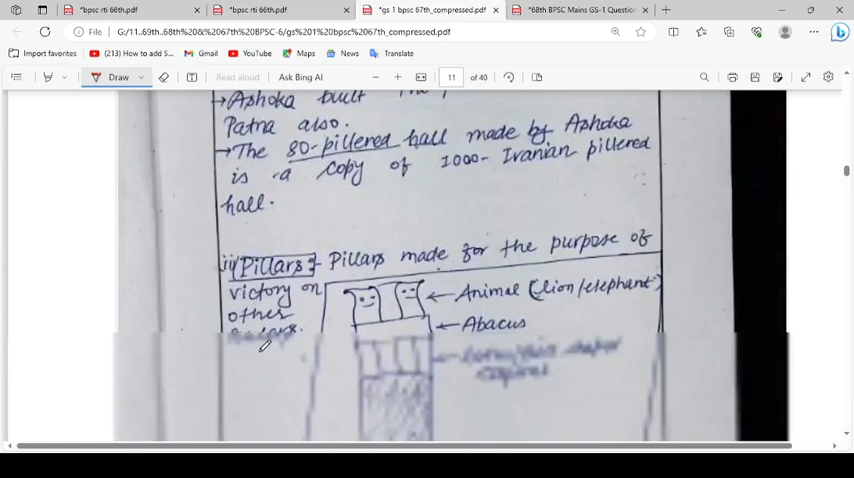 *bpsc rti 66th.pdf
*bpsc rti 66th.pdf
*gs 1 bpsc 67th_compressed.pdf
*68th BPSC Mains GS-1 Question
File
G:/11.69th.68th%20&%2067th%20BPSC-6/gs%201%20bpsc%2067th_compressed.pdf
Import favorites
(213) How to add S...
Gmail
YouTube
Maps
News
Translate
Draw
Read aloud
Ask Bing AI
11
of 40
→Ashoka built The
Patna also.
→The 80-pillered hall made by Ashoka
is a copy of 1000- Iranian pillered
hall.
ii) Pillars:- Pillars made for the purpose of
victory on
other
←Animal (lion/elephant)
←Abacus